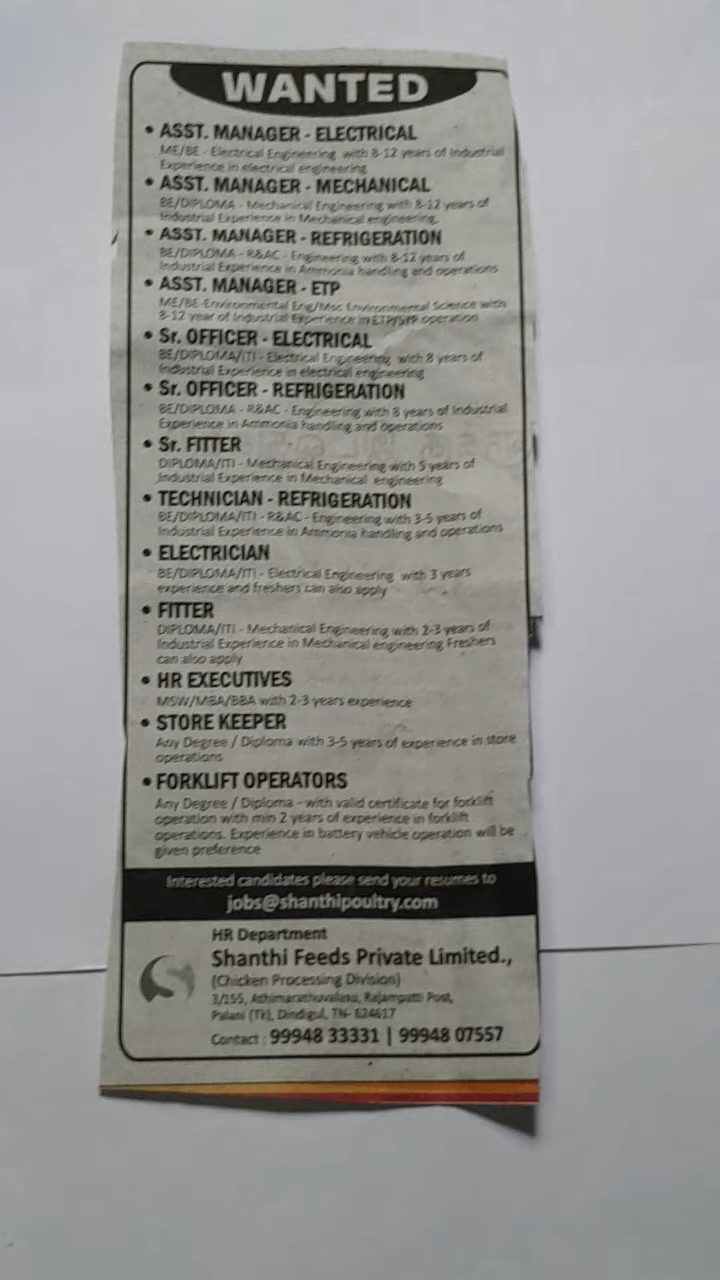 WANTED
• ASST. MANAGER - ELECTRICAL
ME/BE - Electrical Engineering with 8-12 years of Industrial
Experience in electrical engineering
• ASST. MANAGER - MECHANICAL
BE/DIPLOMA - Mechanical Engineering with 8-12 years of
Industrial Experience in Mechanical engineering.
• ASST. MANAGER - REFRIGERATION
BE/DIPLOMA - R&AC - Engineering with 8-12 years of
Industrial Experience in Ammonia handling and operations
• ASST. MANAGER - ETP
ME/BE-Environmental Eng/Msc Environmental Science with
8-12 year of Industrial Experience in ETP/STP operation
• Sr. OFFICER - ELECTRICAL
BE/DIPLOMA/ITI - Electrical Engineering with 8 years of
Industrial Experience in electrical engineering
• Sr. OFFICER - REFRIGERATION
BE/DIPLOMA - R&AC - Engineering with 8 years of Industrial
Experience in Ammonia handling and operations
• Sr. FITTER
DIPLOMA/ITI - Mechanical Engineering with 5 years of
Industrial Experience in Mechanical engineering
• TECHNICIAN - REFRIGERATION
BE/DIPLOMA/ITI - R&AC - Engineering with 3-5 years of
Industrial Experience in Ammonia handling and operations
• ELECTRICIAN
BE/DIPLOMA/ITI - Electrical Engineering with 3 years
experience and freshers can also apply
• FITTER
DIPLOMA/ITI - Mechanical Engineering with 2-3 years of
Industrial Experience in Mechanical engineering Freshers
can also apply
• HR EXECUTIVES
MSW/MBA/BBA with 2-3 years experience
• STORE KEEPER
Any Degree / Diploma with 3-5 years of experience in store
operations
• FORKLIFT OPERATORS
Any Degree / Diploma - with valid certificate for forklift
operation with min 2 years of experience in forklift
operations. Experience in battery vehicle operation will be
given preference
Interested candidates please send your resumes to
jobs@shanthipoultry.com
HR Department
Shanthi Feeds Private Limited.,
(Chicken Processing Division)
3/155, Athimarathuvalasu, Rajampatti Post,
Palani (Tk), Dindigul, TN- 624617
Contact : 99948 33331 | 99948 07557